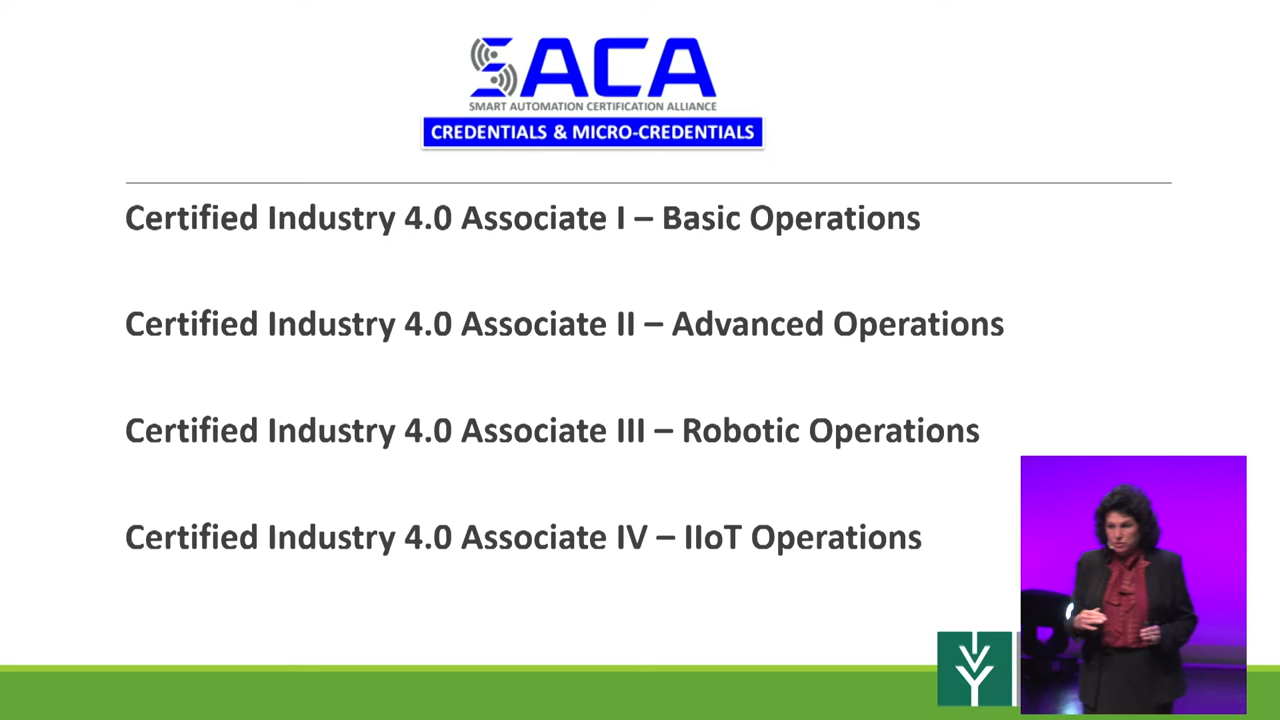 SACA
SMART AUTOMATION CERTIFICATION ALLIANCE
CREDENTIALS & MICRO-CREDENTIALS
Certified Industry 4.0 Associate I – Basic Operations
Certified Industry 4.0 Associate II – Advanced Operations
Certified Industry 4.0 Associate III – Robotic Operations
Certified Industry 4.0 Associate IV – IIoT Operations